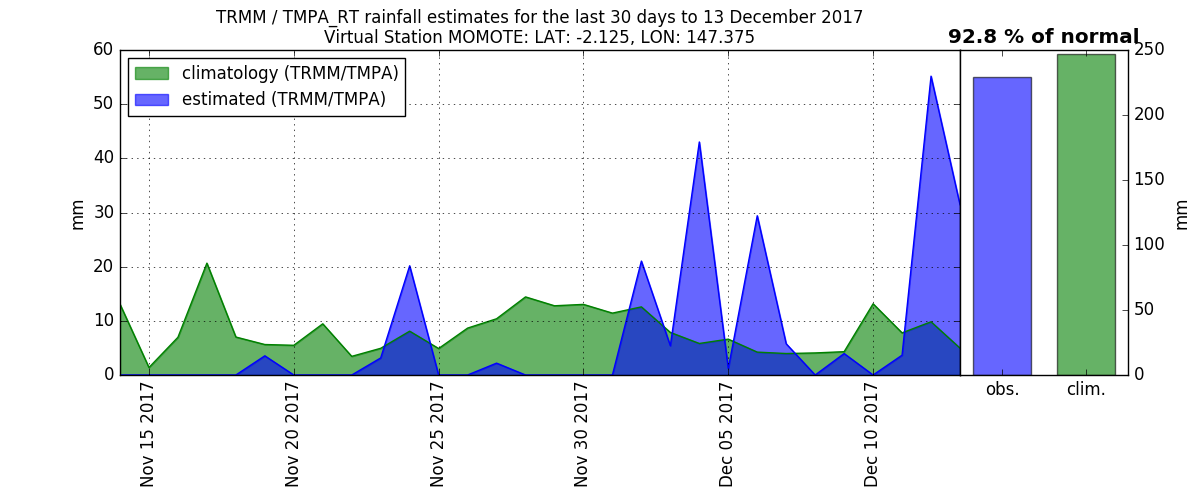 TRMM / TMPA_RT rainfall estimates for the last 30 days to 13 December 2017
Virtual Station MOMOTE: LAT: -2.125, LON: 147.375
92.8 % of normal
climatology (TRMM/TMPA)
estimated (TRMM/TMPA)
60
50
40
30
20
10
0
mm
250
200
150
100
50
0
mm
obs.
clim.
Nov 15 2017
Nov 20 2017
Nov 25 2017
Nov 30 2017
Dec 05 2017
Dec 10 2017